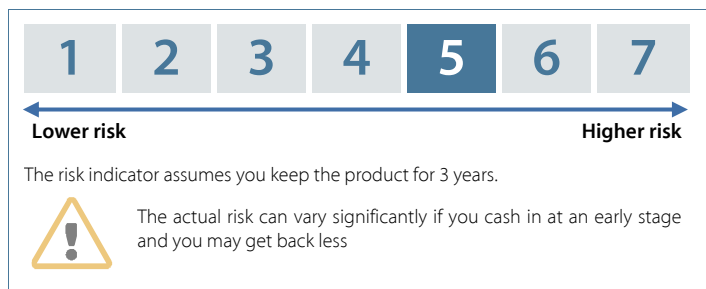 1 2 3 4 5 6 7
Lower risk Higher risk
The risk indicator assumes you keep the product for 3 years.
The actual risk can vary significantly if you cash in at an early stage
and you may get back less